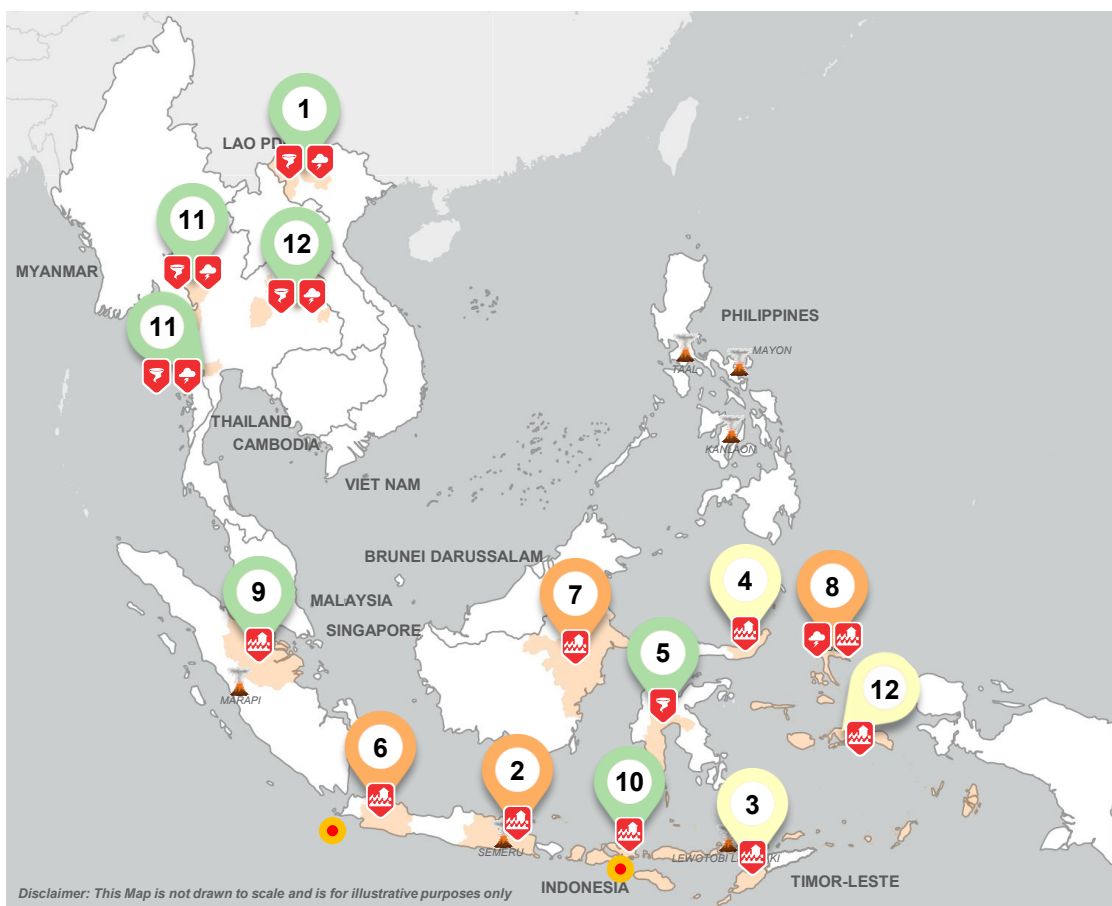 1
LAO PD
11
12
MYANMAR
11
PHILIPPINES
MAYON
TAAL
THAILAND
CAMBODIA
KANLAON
VIET NAM
BRUNEI DARUSSALAM
9
7
4
8
MALAYSIA
SINGAPORE
5
MARAPI
12
6
2
10
3
SEMERU
LEWOTOBI L
KI
INDONESIA
TIMOR-LESTE
Disclaimer: This Map is not drawn to scale and is for illustrative purposes only